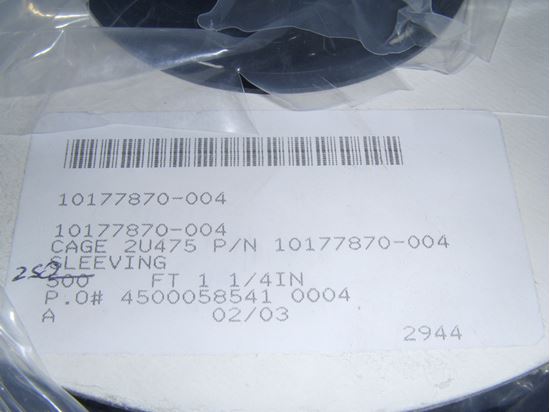 10177870-004
10177870-004
CAGE 2U475 P/N 10177870-004
SLEEVING
250
500 FT 1 1/4IN
P.O# 4500058541 0004
A 02/03
2944